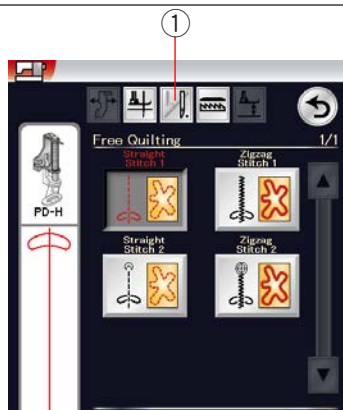 1
Free Quilting 1/1
Straight Stitch 1
Zigzag Stitch 1
PD-H
Straight Stitch 2
Zigzag Stitch 2